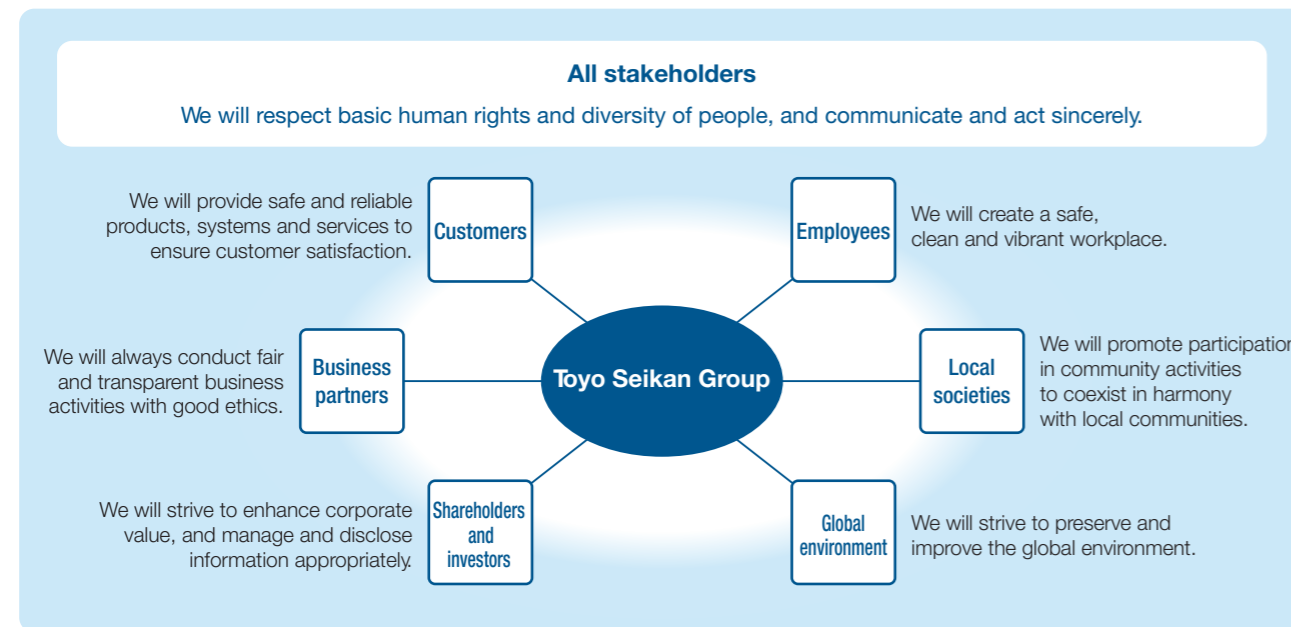 All stakeholders
We will respect basic human rights and diversity of people, and communicate and act sincerely.
We will provide safe and reliable
products, systems and services to
ensure customer satisfaction.
Customers
Employees
We will create a safe,
clean and vibrant workplace.
We will always conduct fair
and transparent business
activities with good ethics.
Business
partners
Toyo Seikan Group
Local
societies
We will promote participation
in community activities
to coexist in harmony
with local communities.
We will strive to enhance corporate
value, and manage and disclose
information appropriately.
Shareholders
and
investors
Global
environment
We will strive to preserve and
improve the global environment.